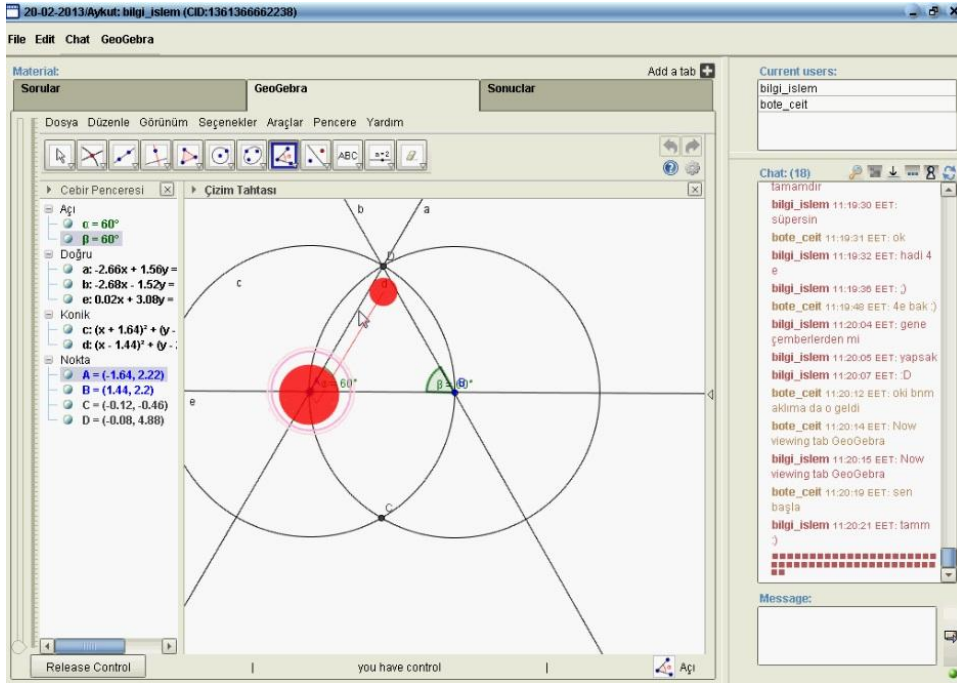 20-02-2013/Aykut: bilgi_islem (CID:1361366662238)
File Edit Chat GeoGebra
Material:
Add a tab
Sorular
GeoGebra
Sonuclar
Dosya Düzenle Görünüm Seçenekler Araçlar Pencere Yardım
ABC
a=2
Cebir Penceresi
Açı
α = 60°
β = 60°
Doğru
a: -2.66x + 1.56y =
b: -2.68x - 1.52y =
e: 0.02x + 3.08y =
Konik
c: (x + 1.64)² + (y -
d: (x - 1.44)² + (y -
Nokta
A = (-1.64, 2.22)
B = (1.44, 2.2)
C = (-0.12, -0.46)
D = (-0.08, 4.88)
Çizim Tahtası
b
a
D
c
d
60°
β = 60°
B
e
C
Release Control
you have control
Açı
Current users:
bilgi_islem
bote_ceit
Chat: (18)
tamamdır
bilgi_islem 11:19:30 EET:
süpersin
bote_ceit 11:19:31 EET: ok
bilgi_islem 11:19:32 EET: hadi 4
e
bilgi_islem 11:19:36 EET: ;)
bote_ceit 11:19:48 EET: 4e bak :)
bilgi_islem 11:20:04 EET: gene
çemberlerden mi
bilgi_islem 11:20:05 EET: yapsak
bilgi_islem 11:20:07 EET: :D
bote_ceit 11:20:12 EET: oki bnm
aklıma da o geldi
bote_ceit 11:20:14 EET: Now
viewing tab GeoGebra
bilgi_islem 11:20:15 EET: Now
viewing tab GeoGebra
bote_ceit 11:20:19 EET: sen
başla
bilgi_islem 11:20:21 EET: tamm
:)
Message: